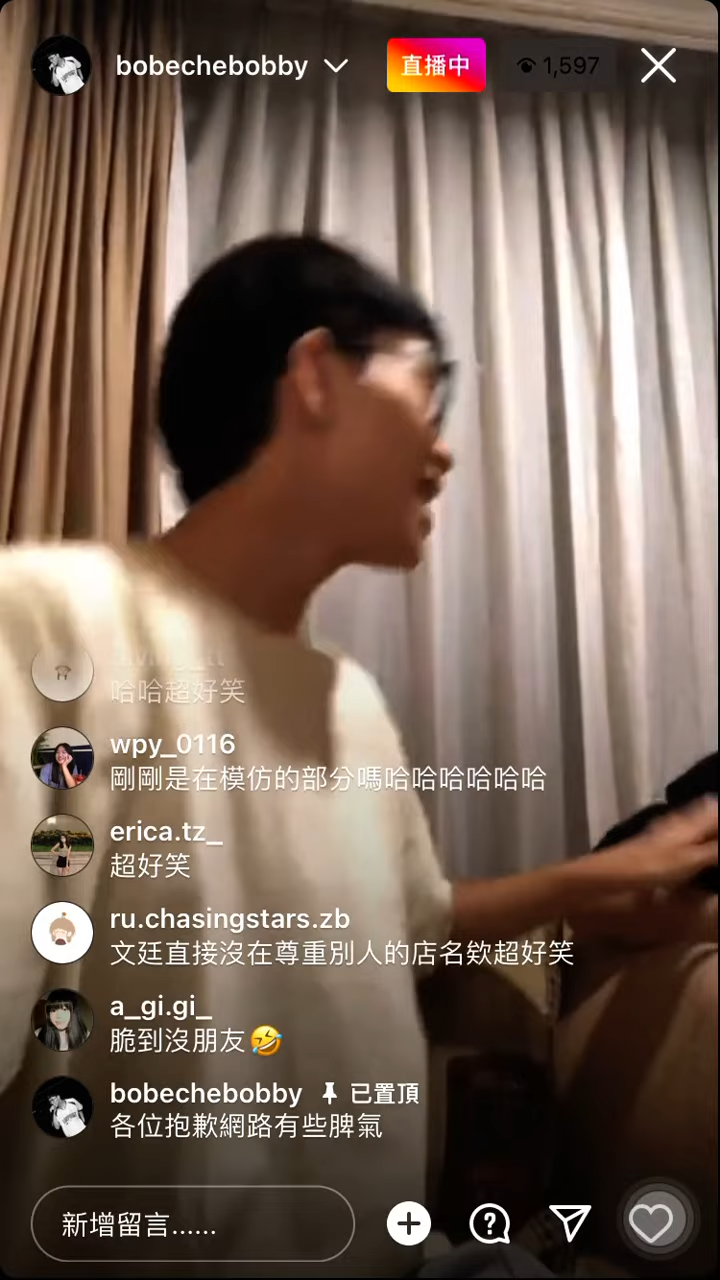 bobechebobby
直播中
1,597
哈哈超好笑
wpy_0116
剛剛是在模仿的部分嗎哈哈哈哈哈哈
erica.tz_
超好笑
ru.chasingstars.zb
文廷直接沒在尊重別人的店名欸超好笑
a_gi.gi_
脆到沒朋友🤣
bobechebobby 已置頂
各位抱歉網路有些脾氣
新增留言......